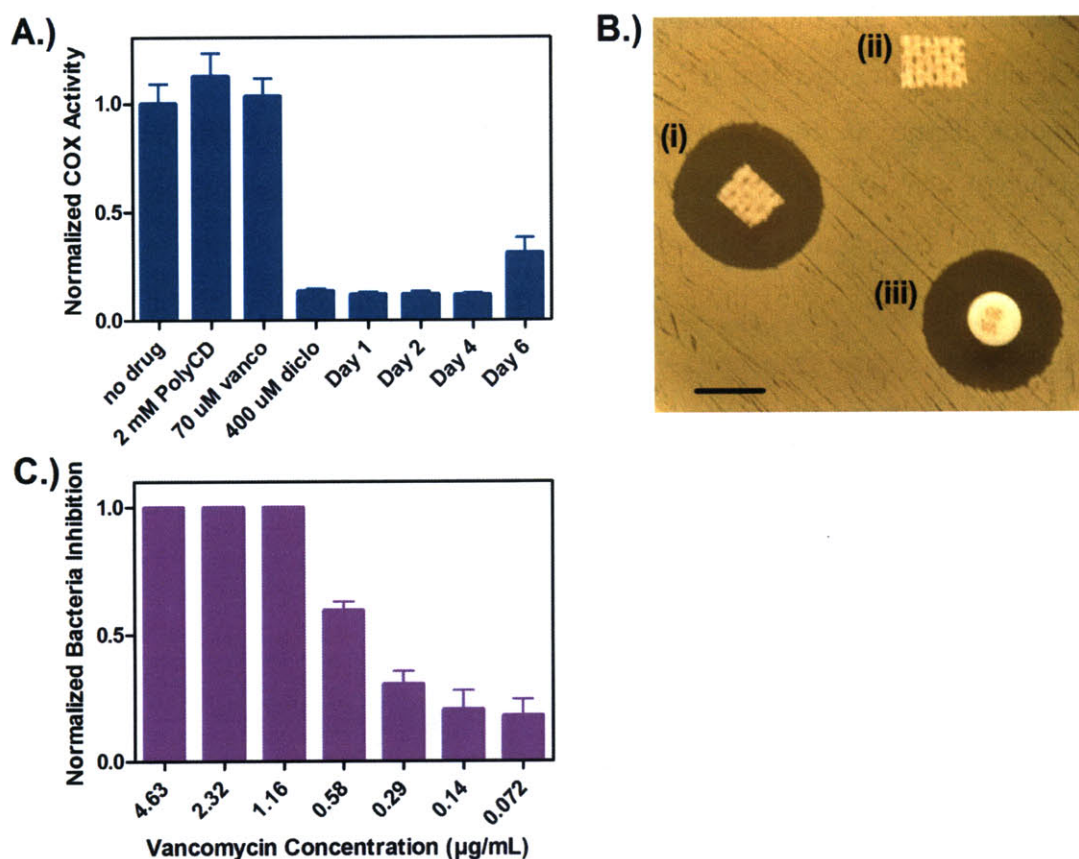 A.)
Normalized COX Activity
1.0
0.5
0.0
no drug
2 mM PolyCD
70 uM vanco
400 uM diclo
Day 1
Day 2
Day 4
Day 6
B.)
(i)
(ii)
(iii)
C.)
Normalized Bacteria Inhibition
1.0
0.5
0.0
4.63
2.32
1.16
0.58
0.29
0.14
0.072
Vancomycin Concentration (μg/mL)